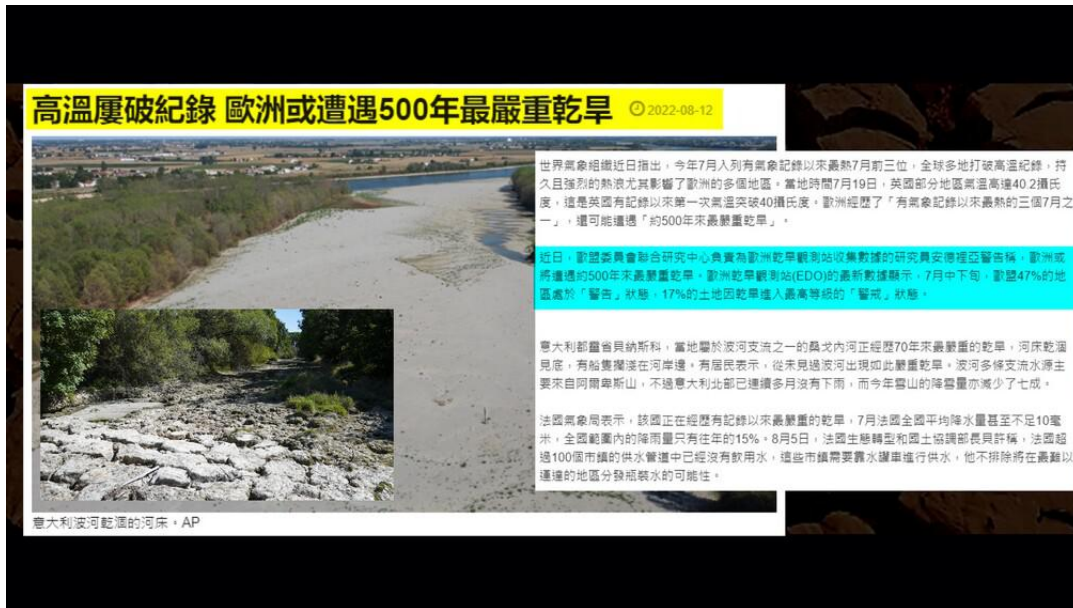 高溫屢破紀錄 歐洲或遭遇500年最嚴重乾旱 2022-08-12
世界氣象組織近日指出，今年7月入列有氣象記錄以來最熱7月前三位，全球多地打破高溫紀錄，持
久且強烈的熱浪尤其影響了歐洲的多個地區。當地時間7月19日，英國部分地區氣溫高達40.2攝氏
度，這是英國有記錄以來第一次氣溫突破40攝氏度。歐洲經歷了「有氣象記錄以來最熱的三個7月之
一」，還可能遭遇「約500年來最嚴重乾旱」。
近日，歐盟委員會聯合研究中心負責為歐洲乾旱觀測站收集數據的研究員安德裡亞警告稱，歐洲或
將遭遇約500年來最嚴重乾旱。歐洲乾旱觀測站(EDO)的最新數據顯示，7月中下旬，歐盟47%的地
區處於「警告」狀態，17%的土地因乾旱進入最高等級的「警戒」狀態。
意大利都靈省貝納斯科，當地屬於波河支流之一的桑戈內河正經歷70年來最嚴重的乾旱，河床乾涸
見底，有船隻擱淺在河岸邊。有居民表示，從未見過波河出現如此嚴重乾旱。波河多條支流水源主
要來自阿爾卑斯山，不過意大利北部已連續多月沒有下雨，而今年雪山的降雪量亦減少了七成。
法國氣象局表示，該國正在經歷有記錄以來最嚴重的乾旱，7月法國全國平均降水量甚至不足10毫
米，全國範圍內的降雨量只有往年的15%。8月5日，法國生態轉型和國土協調部長貝許稱，法國超
過100個市鎮的供水管道中已經沒有飲用水，這些市鎮需要靠水罐車進行供水，他不排除將在最難以
運達的地區分發瓶裝水的可能性。
意大利波河乾涸的河床。AP